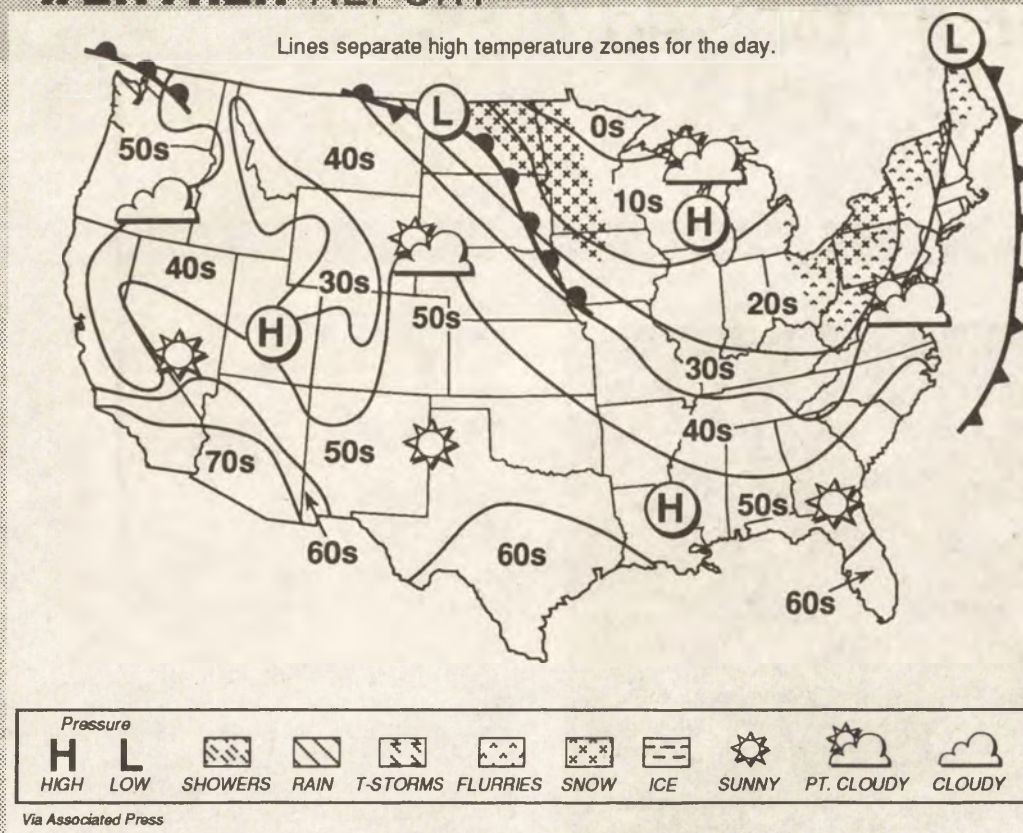 Lines separate high temperature zones for the day.
L
L
0s
50s
40s
10s
H
40s
30s
20s
50s
H
30s
40s
70s
50s
H
50s
60s
60s
60s
Pressure
H L
HIGH LOW SHOWERS RAIN T-STORMS FLURRIES SNOW ICE SUNNY PT. CLOUDY CLOUDY
Via Associated Press